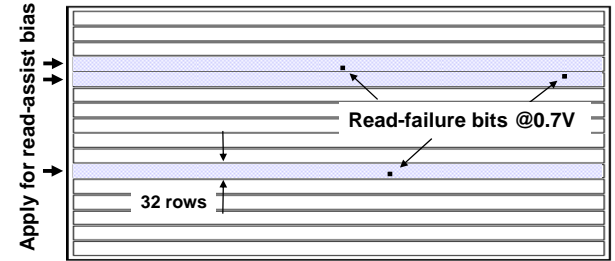 Apply for read-assist bias
Read-failure bits @0.7V
32 rows